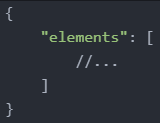 {
    "elements": [
        //...
    ]
}